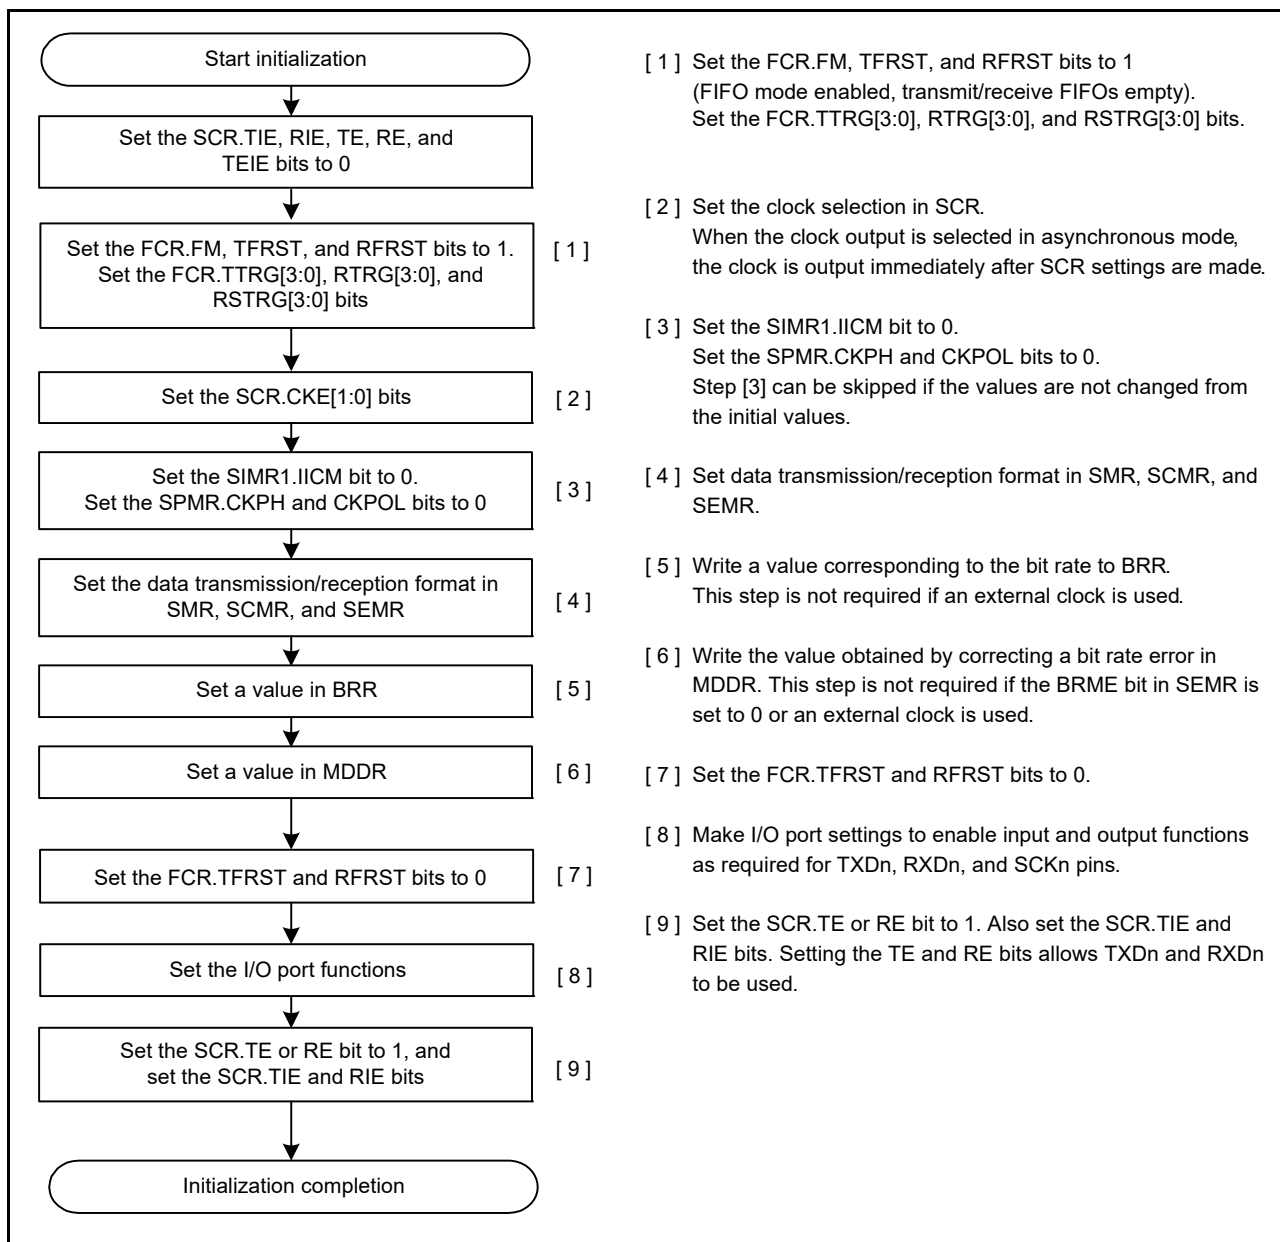 Start initialization
Set the SCR.TIE, RIE, TE, RE, and
TEIE bits to 0
Set the FCR.FM, TFRST, and RFRST bits to 1.
Set the FCR.TTRG[3:0], RTRG[3:0], and
RSTRG[3:0] bits
[ 1 ]
Set the SCR.CKE[1:0] bits
[ 2 ]
Set the SIMR1.IICM bit to 0.
Set the SPMR.CKPH and CKPOL bits to 0
[ 3 ]
Set the data transmission/reception format in
SMR, SCMR, and SEMR
[ 4 ]
Set a value in BRR
[ 5 ]
Set a value in MDDR
[ 6 ]
Set the FCR.TFRST and RFRST bits to 0
[ 7 ]
Set the I/O port functions
[ 8 ]
Set the SCR.TE or RE bit to 1, and
set the SCR.TIE and RIE bits
[ 9 ]
Initialization completion
[ 1 ] Set the FCR.FM, TFRST, and RFRST bits to 1
(FIFO mode enabled, transmit/receive FIFOs empty).
Set the FCR.TTRG[3:0], RTRG[3:0], and RSTRG[3:0] bits.
[ 2 ] Set the clock selection in SCR.
When the clock output is selected in asynchronous mode,
the clock is output immediately after SCR settings are made.
[ 3 ] Set the SIMR1.IICM bit to 0.
Set the SPMR.CKPH and CKPOL bits to 0.
Step [3] can be skipped if the values are not changed from
the initial values.
[ 4 ] Set data transmission/reception format in SMR, SCMR, and
SEMR.
[ 5 ] Write a value corresponding to the bit rate to BRR.
This step is not required if an external clock is used.
[ 6 ] Write the value obtained by correcting a bit rate error in
MDDR. This step is not required if the BRME bit in SEMR is
set to 0 or an external clock is used.
[ 7 ] Set the FCR.TFRST and RFRST bits to 0.
[ 8 ] Make I/O port settings to enable input and output functions
as required for TXDn, RXDn, and SCKn pins.
[ 9 ] Set the SCR.TE or RE bit to 1. Also set the SCR.TIE and
RIE bits. Setting the TE and RE bits allows TXDn and RXDn
to be used.